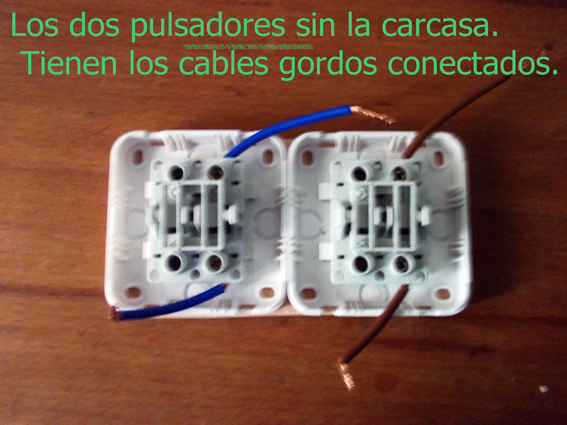 Los dos pulsadores sin la carcasa.
Tienen los cables gordos conectados.